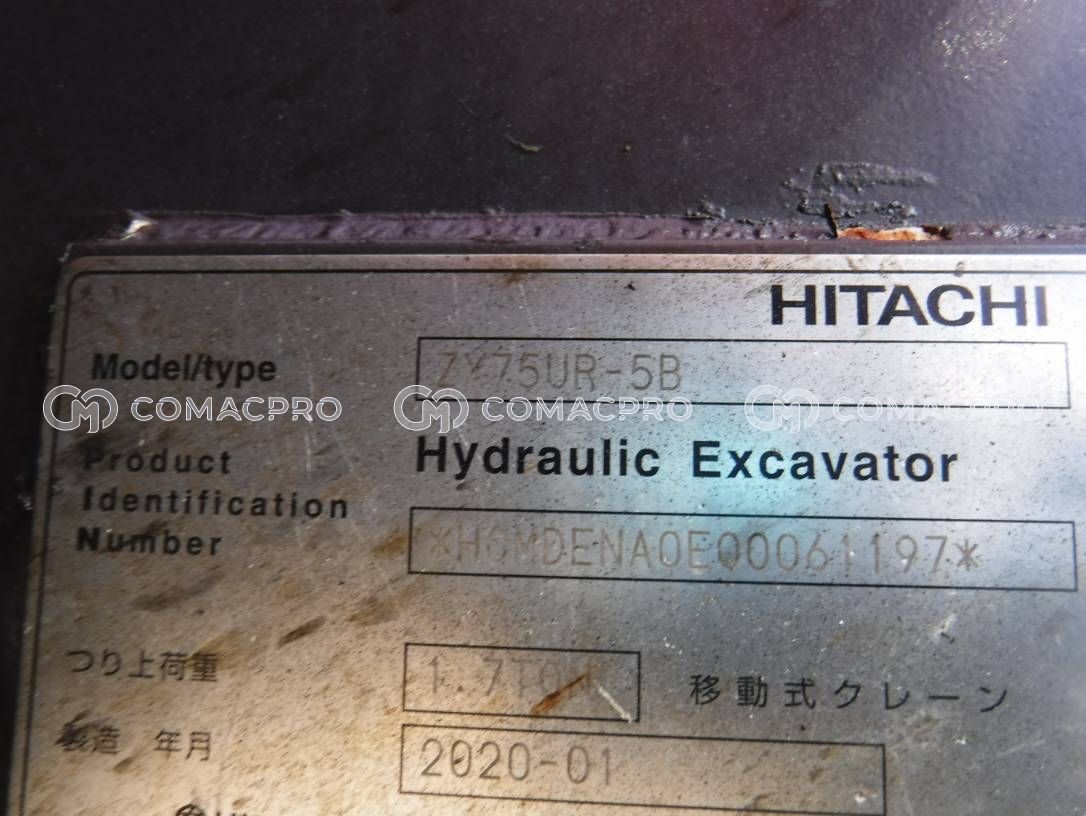 HITACHI
Model/type ZX75UR-5B
COMACPRO COMACPRO COMACPRO
Product Identification Number
Hydraulic Excavator
*HCMDENA0E00061197*
つり上荷重 1.7TON 移動式クレーン
製造 年月 2020-01